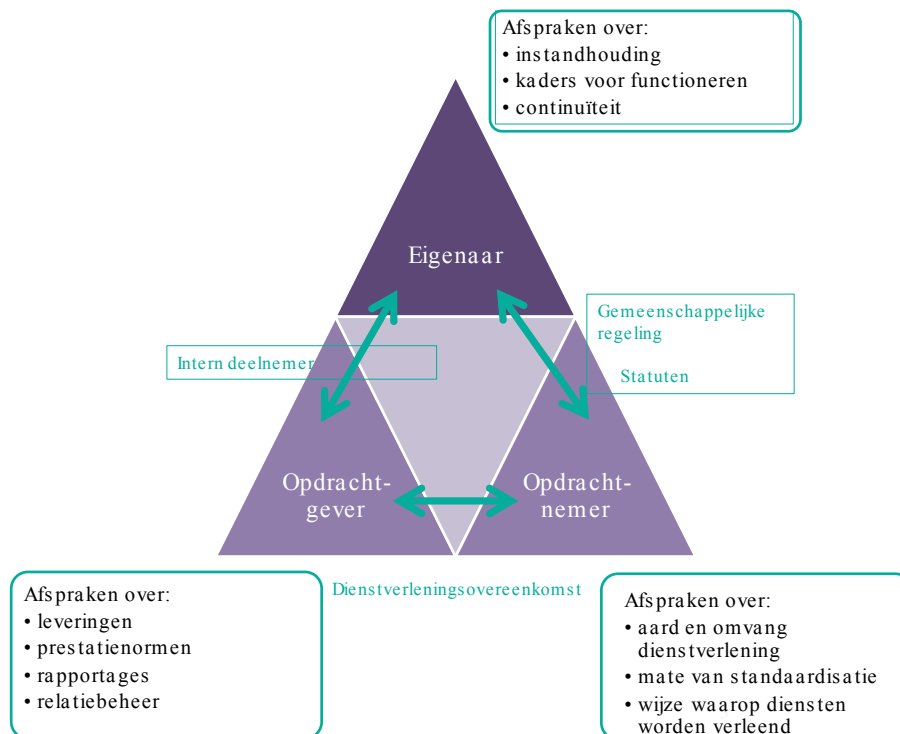 Afspraken over:
• instandhouding
• kaders voor functioneren
• continuïteit
Eigenaar
Gemeenschappelijke
regeling
Statuten
Intern deelnemer
Opdracht-
gever
Opdracht-
nemer
Dienstverleningsovereenkomst
Afspraken over:
• leveringen
• prestatienormen
• rapportages
• relatiebeheer
Afspraken over:
• aard en omvang
dienstverlening
• mate van standaardisatie
• wijze waarop diensten
worden verleend